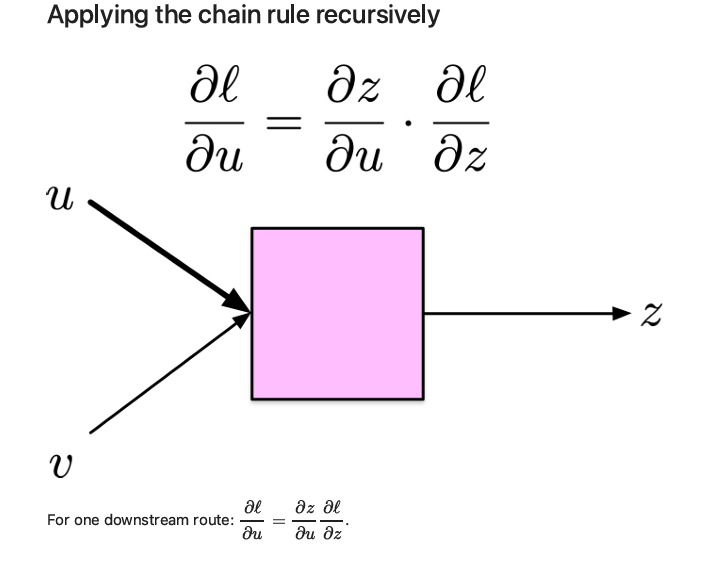 Applying the chain rule recursively
∂ℓ/∂u = ∂z/∂u · ∂ℓ/∂z
u
z
v
For one downstream route: ∂ℓ/∂u = ∂z/∂u ∂ℓ/∂z.